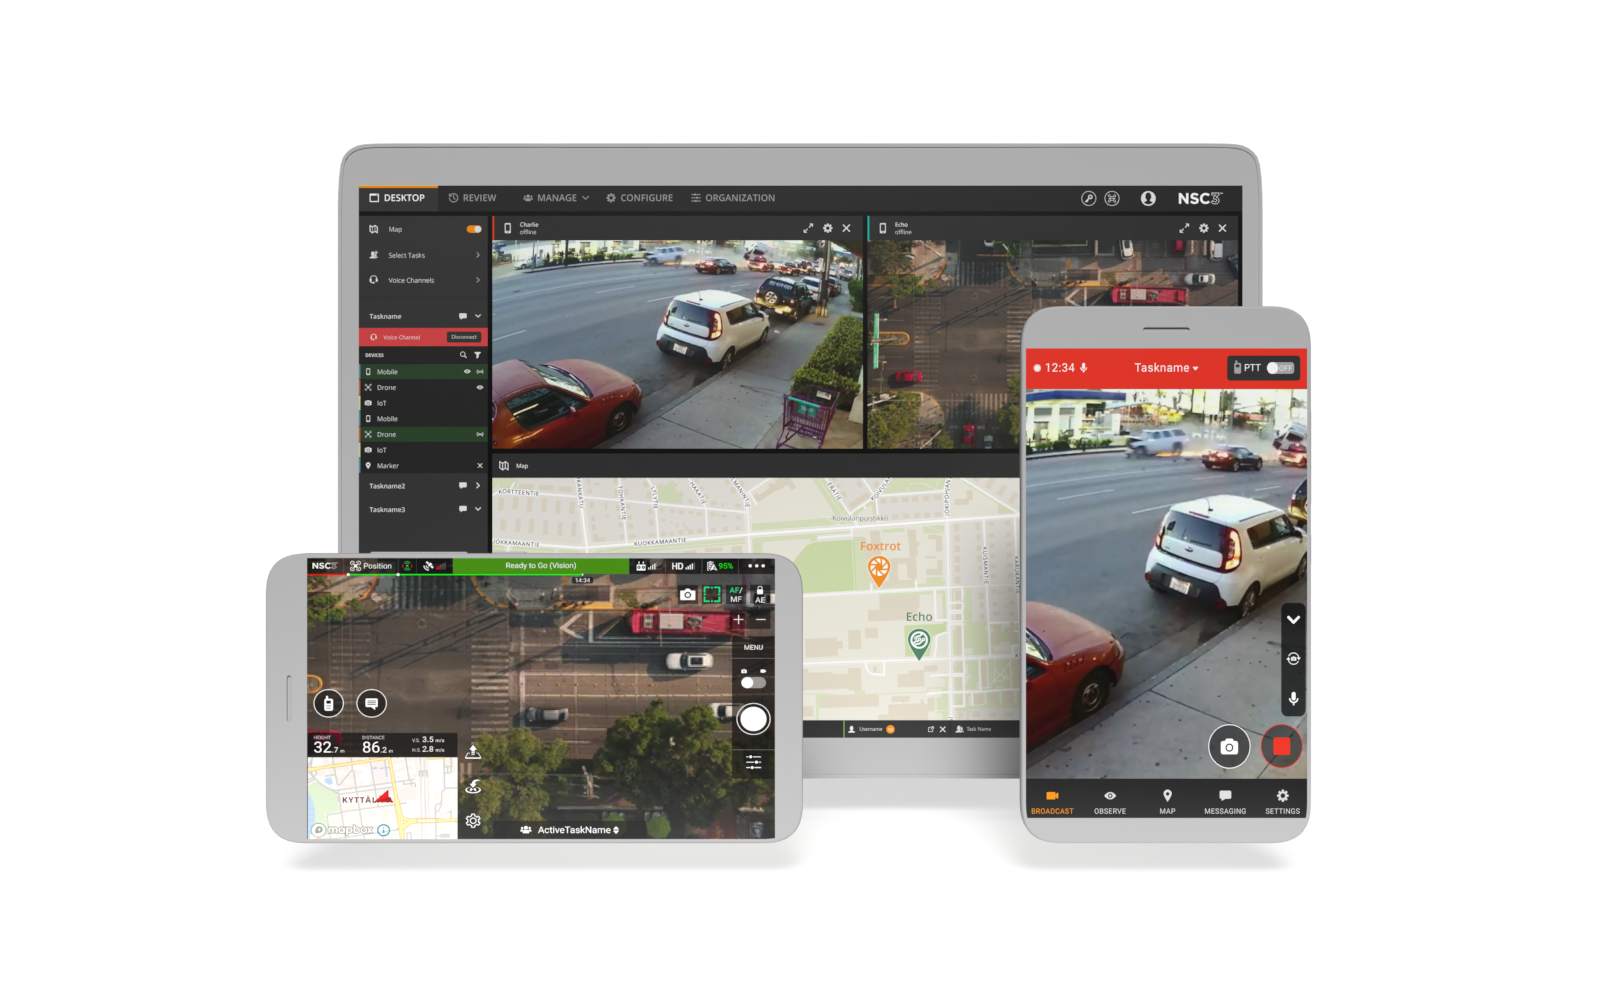 DESKTOP REVIEW MANAGE CONFIGURE ORGANIZATION NSC3
Map
Select Tasks
Voice Channels
Taskname
Voice Channel Disconnect
DEVICES
Mobile
Drone
IoT
Mobile
Drone
IoT
Marker
Taskname2
Taskname3
Charlie
offline
Echo
offline
Map
KORTTEENTIE
KUOKKAMAANTIE
Koivulanpuistikko
Foxtrot
Echo
Username
Task Name
NSC3 Position Ready to Go (Vision) HD 95%
14:34
AF/
MF
AE
MENU
HEIGHT
32.7 m
DISTANCE
86.2 m
V.S. 3.5 m/s
H.S. 2.8 m/s
mapbox
ActiveTaskName
12:34 Taskname PTT OFF
BROADCAST OBSERVE MAP MESSAGING SETTINGS